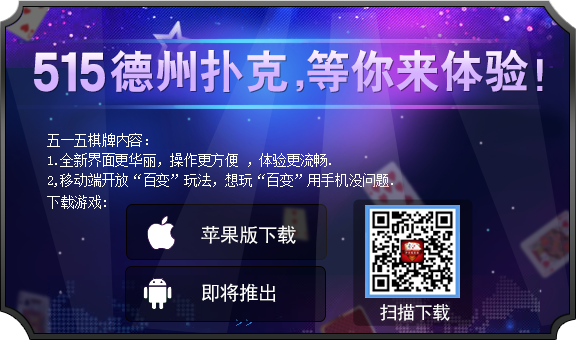 515德州扑克,等你来体验!
五一五棋牌内容:
1.全新界面更华丽，操作更方便 ，体验更流畅.
2,移动端开放“百变”玩法，想玩“百变”用手机没问题.
下载游戏:
苹果版下载
即将推出
>>
扫描下载